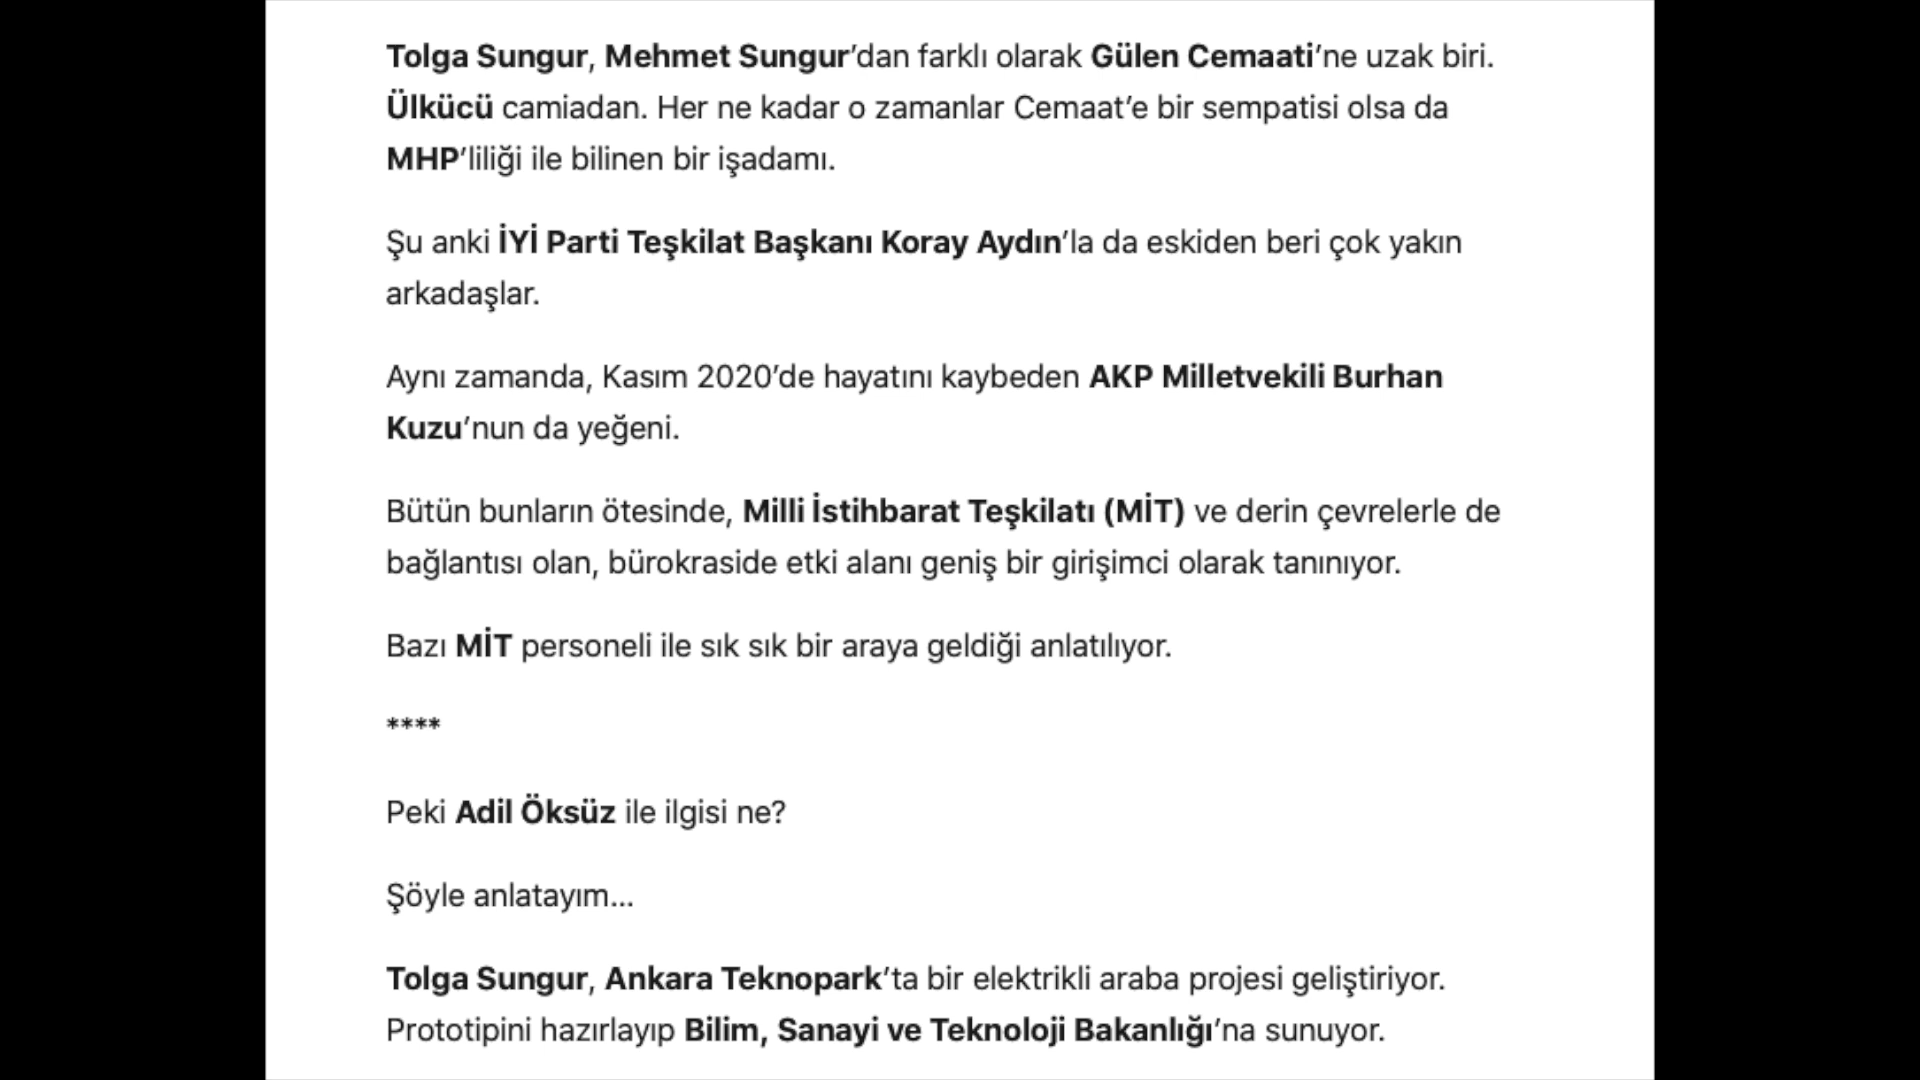 Tolga Sungur, Mehmet Sungur’dan farklı olarak Gülen Cemaati’ne uzak biri.
Ülkücü camiadan. Her ne kadar o zamanlar Cemaat’e bir sempatisi olsa da
MHP’liliği ile bilinen bir işadamı.
Şu anki İYİ Parti Teşkilat Başkanı Koray Aydın’la da eskiden beri çok yakın
arkadaşlar.
Aynı zamanda, Kasım 2020’de hayatını kaybeden AKP Milletvekili Burhan
Kuzu’nun da yeğeni.
Bütün bunların ötesinde, Milli İstihbarat Teşkilatı (MİT) ve derin çevrelerle de
bağlantısı olan, bürokraside etki alanı geniş bir girişimci olarak tanınıyor.
Bazı MİT personeli ile sık sık bir araya geldiği anlatılıyor.
****
Peki Adil Öksüz ile ilgisi ne?
Şöyle anlatayım…
Tolga Sungur, Ankara Teknopark’ta bir elektrikli araba projesi geliştiriyor.
Prototipini hazırlayıp Bilim, Sanayi ve Teknoloji Bakanlığı’na sunuyor.